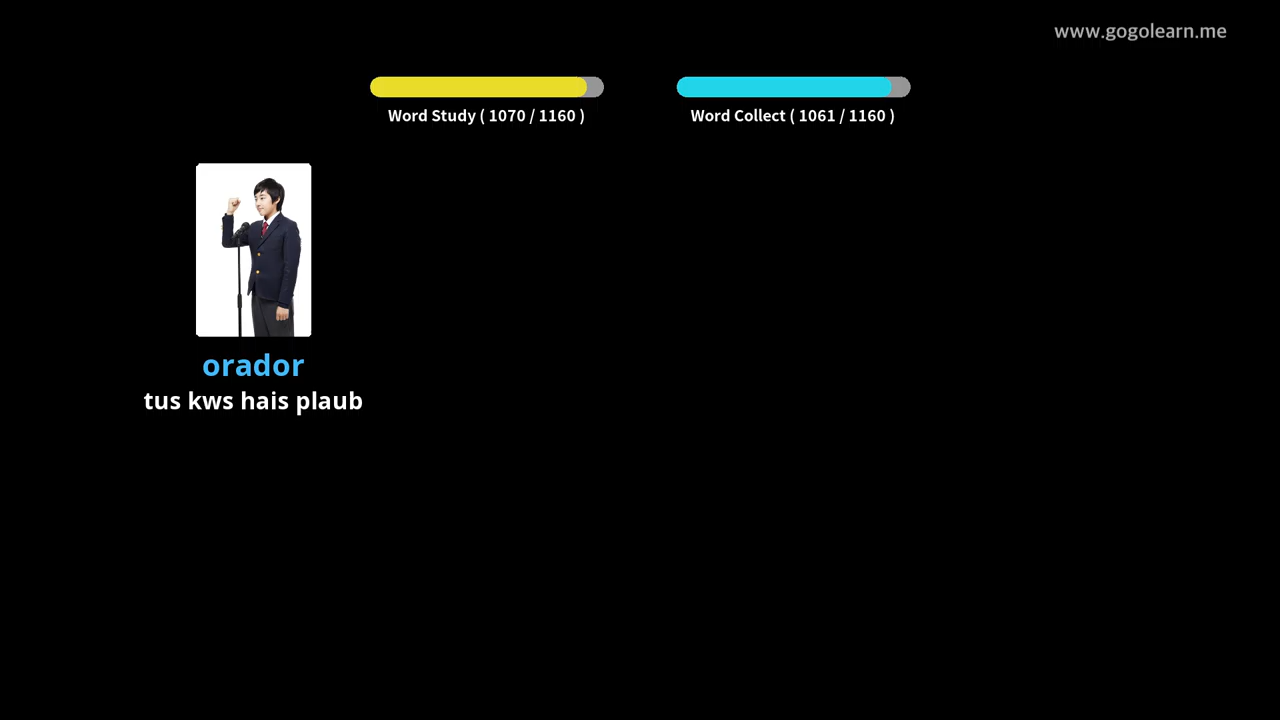 www.gogolearn.me
Word Study ( 1070 / 1160 )
Word Collect ( 1061 / 1160 )
orador
tus kws hais plaub